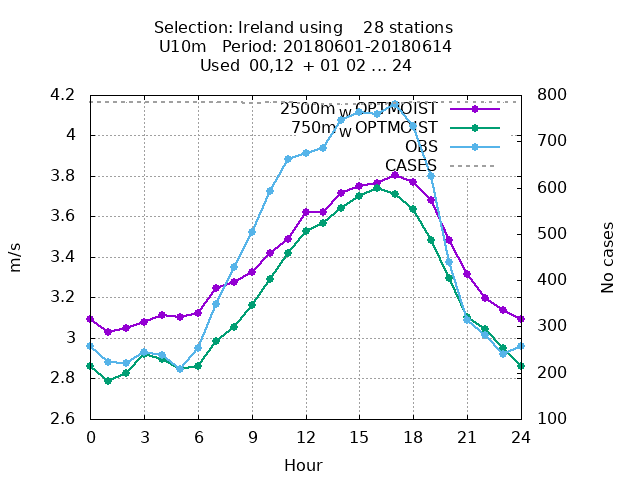 Selection: Ireland using 28 stations
U10m Period: 20180601-20180614
Used 00,12 + 01 02 ... 24
4.2
4
3.8
3.6
3.4
3.2
3
2.8
2.6
800
700
600
500
400
300
200
100
2500m_W OPTMOIST
750m_W OPTMOIST
OBS
CASES
m/s
No cases
0 3 6 9 12 15 18 21 24
Hour